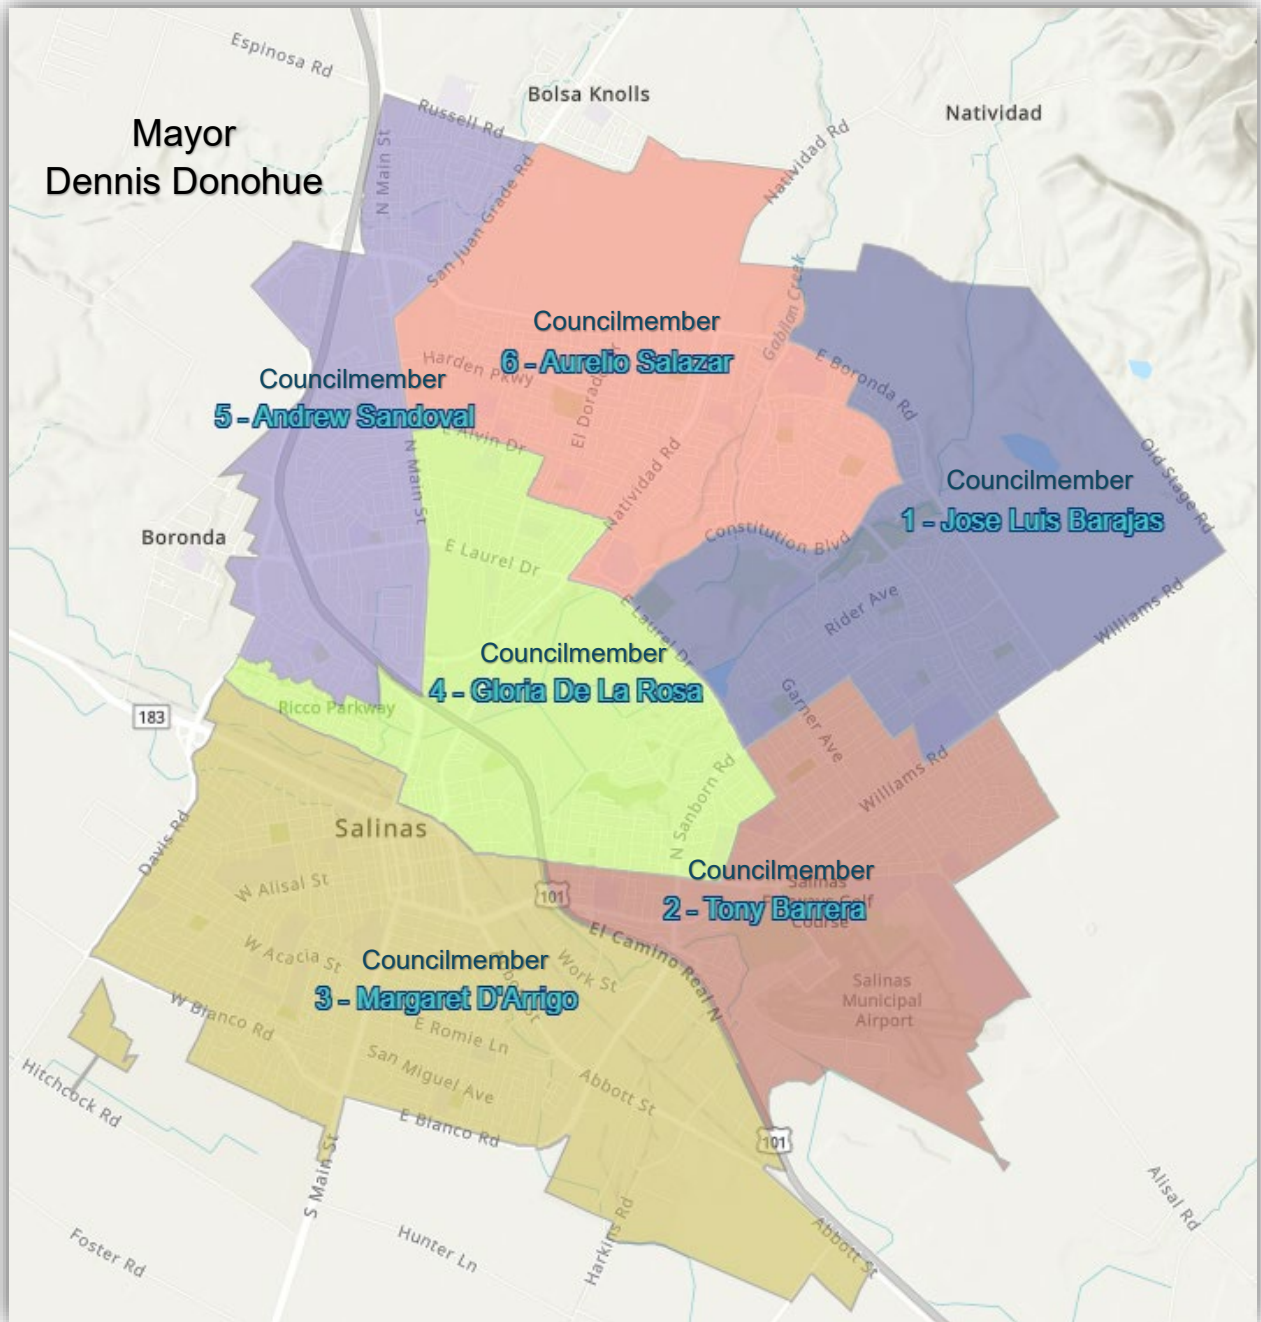 Espinosa Rd
Bolsa Knolls
Russell Rd
Natividad
Mayor
Dennis Donohue
N Main St
Natividad Rd
San Juan Grade Rd
Gabilan Creek
Councilmember
6 - Aurelio Salazar
Harden Pkwy
El Dorado
E Boronda Rd
Councilmember
5 - Andrew Sandoval
E Alvin Dr
N Main St
Natividad Rd
Old Stage Rd
Councilmember
1 - Jose Luis Barajas
Boronda
E Laurel Dr
Constitution Blvd
Rider Ave
Williams Rd
E Laurel Dr
Councilmember
4 - Gloria De La Rosa
Garner Ave
Ricco Parkway
183
Williams Rd
N Sanborn Rd
Davis Rd
Salinas
Councilmember
2 - Tony Barrera
Salinas
Golf
Course
W Alisal St
101
El Camino Real N
W Acacia St
Work St
Councilmember
3 - Margaret D'Arrigo
Salinas
Municipal
Airport
W Blanco Rd
E Romie Ln
San Miguel Ave
Abbott St
Hitchcock Rd
E Blanco Rd
101
S Main St
Alisal Rd
Foster Rd
Hunter Ln
Harkins Rd
Abbott St